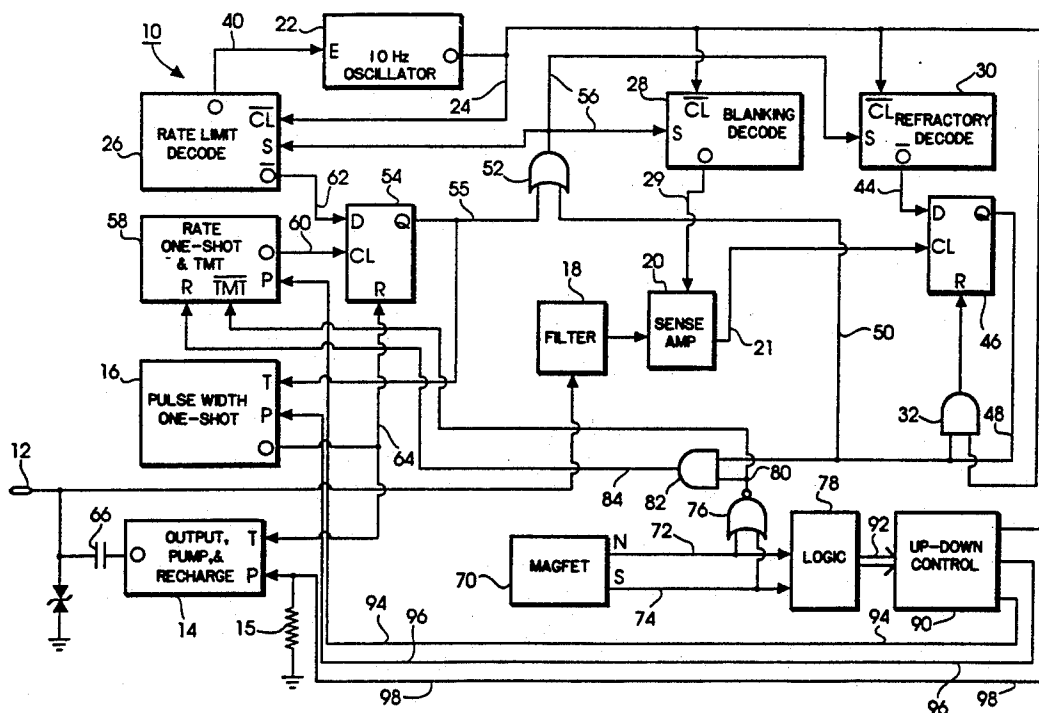 10
40
22
E
10 Hz
OSCILLATOR
O
24
56
28
CL
BLANKING
DECODE
S
O
30
CL
REFRACTORY
DECODE
S
O
26
O
RATE LIMIT
DECODE
CL
S
O
56
62
54
D
Q
CL
R
55
52
29
44
D
Q
CL
R
46
58
RATE
ONE-SHOT
& TMT
O
P
R
TMT
60
18
FILTER
20
SENSE
AMP
21
50
16
PULSE WIDTH
ONE-SHOT
T
P
O
64
32
48
12
84
82
80
76
66
O
OUTPUT,
PUMP,&
RECHARGE
T
P
14
15
70
MAGFET
N
S
72
74
78
LOGIC
92
UP-DOWN
CONTROL
90
94
94
96
96
98
98